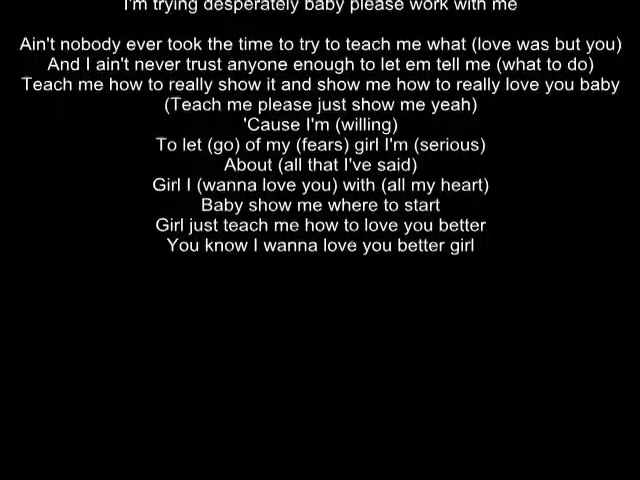 I'm trying desperately baby please work with me
Ain't nobody ever took the time to try to teach me what (love was but you)
And I ain't never trust anyone enough to let em tell me (what to do)
Teach me how to really show it and show me how to really love you baby
(Teach me please just show me yeah)
'Cause I'm (willing)
To let (go) of my (fears) girl I'm (serious)
About (all that I've said)
Girl I (wanna love you) with (all my heart)
Baby show me where to start
Girl just teach me how to love you better
You know I wanna love you better girl